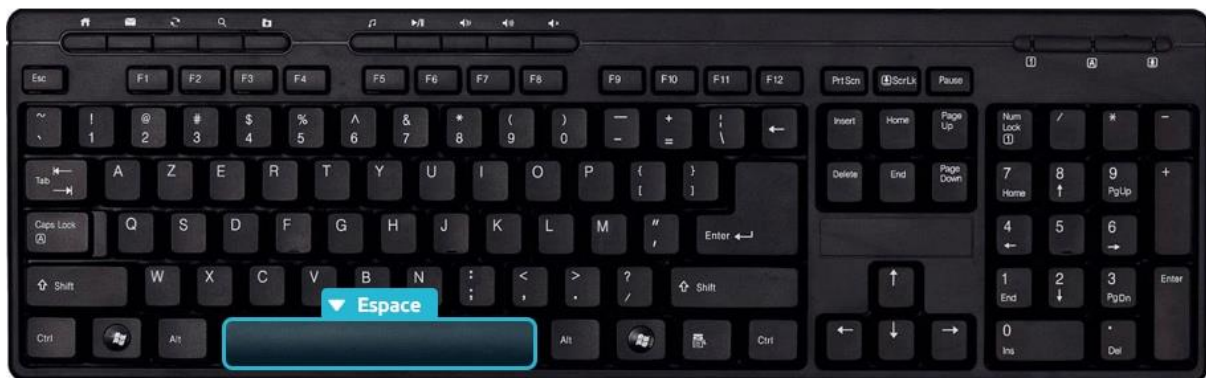 Esc F1 F2 F3 F4 F5 F6 F7 F8 F9 F10 F11 F12 PrtScn ScrLk Pause
~ ` ! 1 @ 2 # 3 $ 4 % 5 ^ 6 & 7 * 8 ( 9 ) 0 — - + = ¦ \ ← Insert Home Page Up Num Lock / * -
Tab A Z E R T Y U I O P { [ } ] Delete End Page Down 7 Home 8 ↑ 9 PgUp +
Caps Lock Q S D F G H J K L M " , Enter 4 ← 5 6 →
Shift W X C V B N : ; < , > . ? / Shift ↑ 1 End 2 ↓ 3 PgDn Enter
Espace
Ctrl Alt Alt Ctrl ← ↓ → 0 Ins . Del